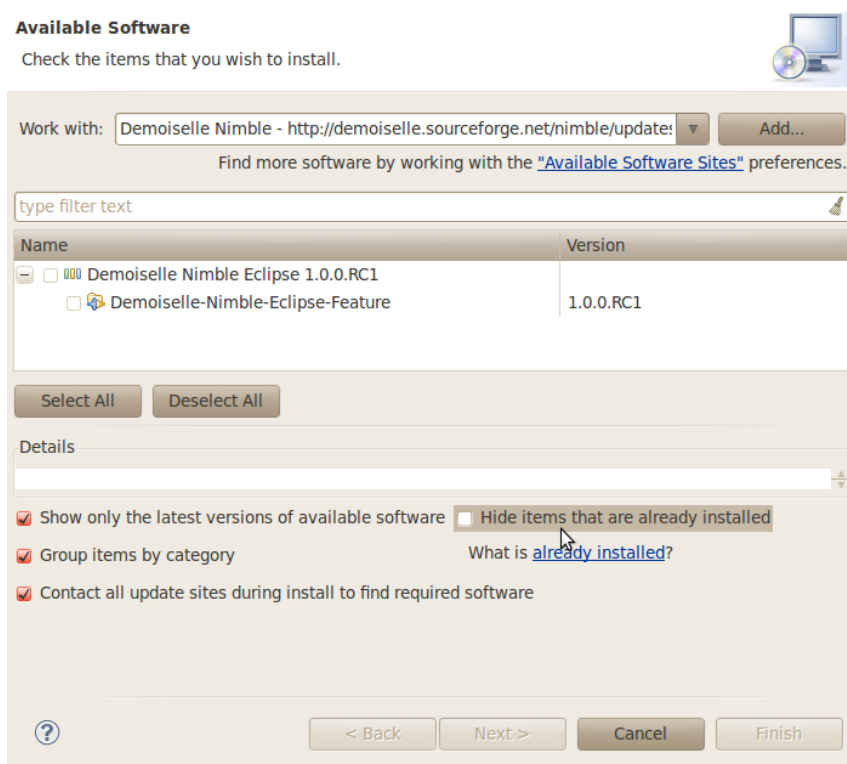 Available Software
Check the items that you wish to install.
Work with: Demoiselle Nimble - http://demoiselle.sourceforge.net/nimble/updates Add...
Find more software by working with the "Available Software Sites" preferences.
type filter text
Name Version
Demoiselle Nimble Eclipse 1.0.0.RC1
Demoiselle-Nimble-Eclipse-Feature 1.0.0.RC1
Select All Deselect All
Details
Show only the latest versions of available software Hide items that are already installed
Group items by category What is already installed?
Contact all update sites during install to find required software
? < Back Next > Cancel Finish